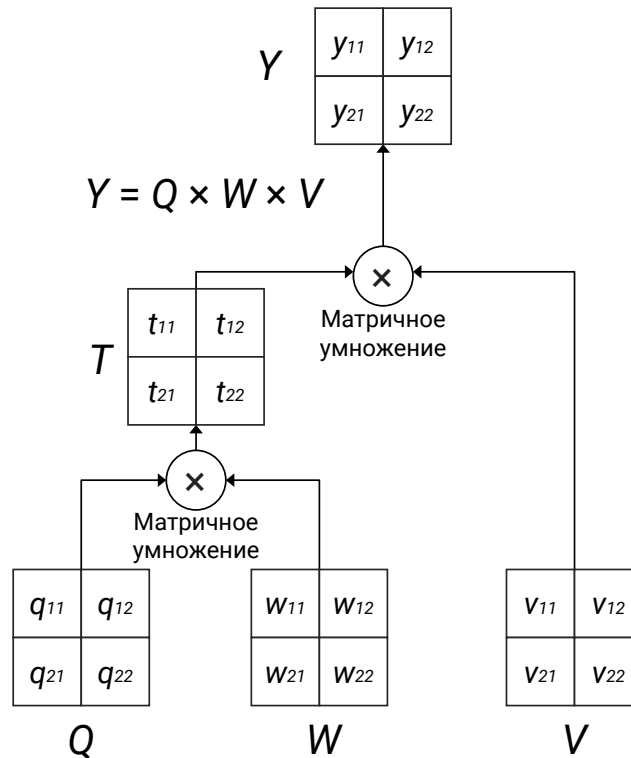 y11 y12
Y
y21 y22
Y = Q × W × V
×
Матричное
умножение
t11 t12
T
t21 t22
×
Матричное
умножение
q11 q12 w11 w12 v11 v12
q21 q22 w21 w22 v21 v22
Q W V